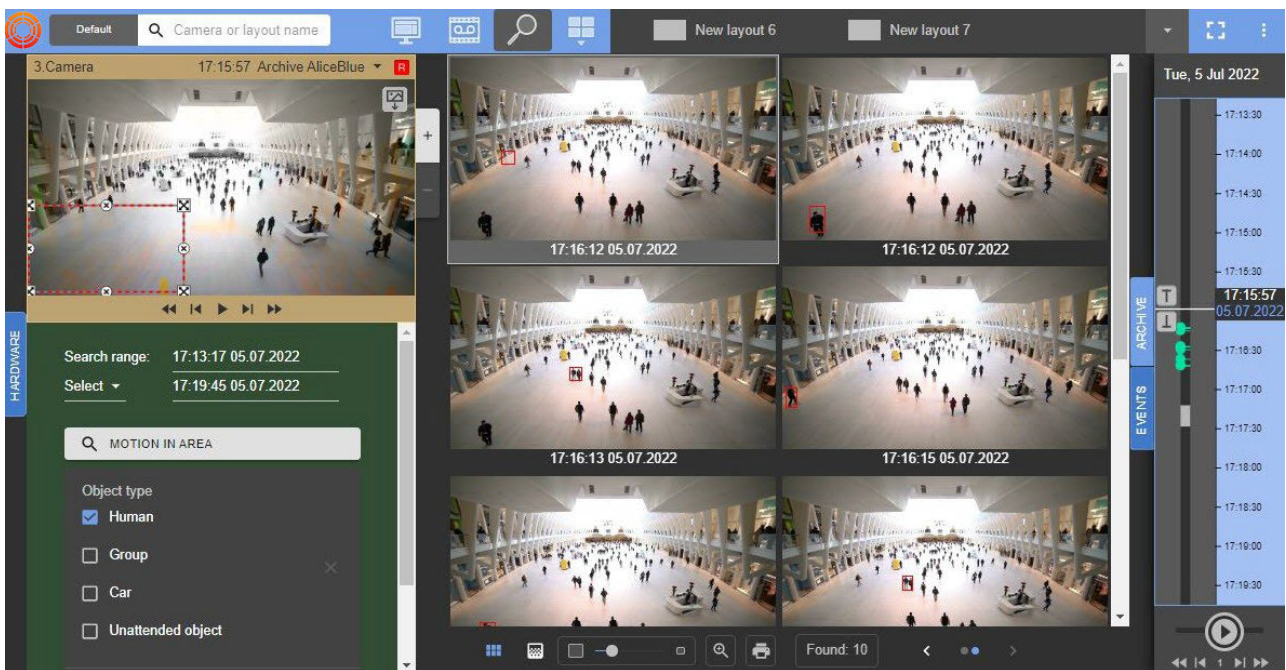 Default
Camera or layout name
New layout 6
New layout 7
3.Camera
17:15:57 Archive AliceBlue
R
+
−
HARDWARE
Search range:
17:13:17 05.07.2022
Select
17:19:45 05.07.2022
MOTION IN AREA
Object type
Human
Group
Car
Unattended object
17:16:12 05.07.2022
17:16:12 05.07.2022
17:16:13 05.07.2022
17:16:15 05.07.2022
Found: 10
ARCHIVE
EVENTS
Tue, 5 Jul 2022
17:13:30
17:14:00
17:14:30
17:15:00
17:15:30
17:15:57
05.07.2022
17:16:30
17:17:00
17:17:30
17:18:00
17:18:30
17:19:00
17:19:30
1